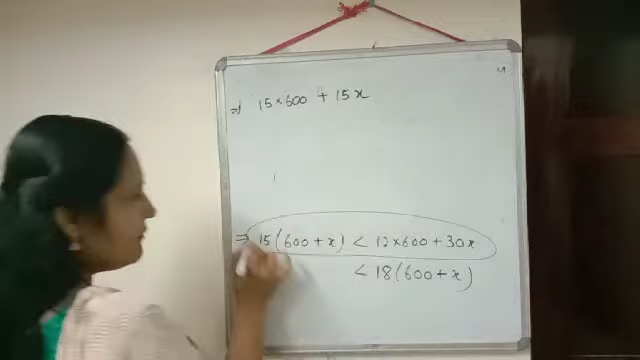 ⇒ 15×600 + 15x
⇒ 15(600+x) < 12×600+30x
< 18(600+x)